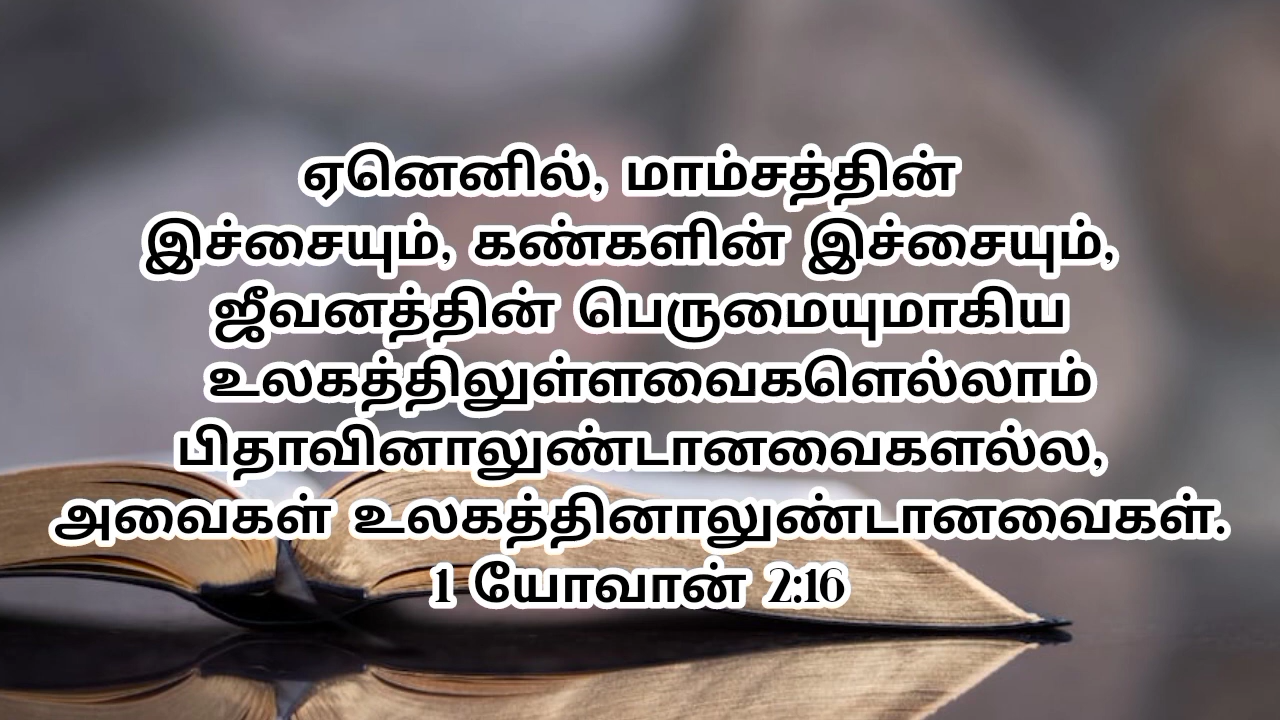 ஏனெனில், மாம்சத்தின்
இச்சையும், கண்களின் இச்சையும்,
ஜீவனத்தின் பெருமையுமாகிய
உலகத்திலுள்ளவைகளெல்லாம்
பிதாவினாலுண்டானவைகளல்ல,
அவைகள் உலகத்தினாலுண்டானவைகள்.
1 யோவான் 2:16